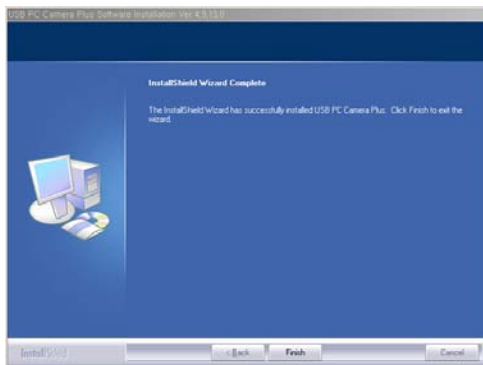 USB PC Camera Plus Software Installation Ver 4.9.13.0
InstallShield Wizard Complete
The InstallShield Wizard has successfully installed USB PC Camera Plus. Click Finish to exit the
wizard.
InstallShield
< Back
Finish
Cancel